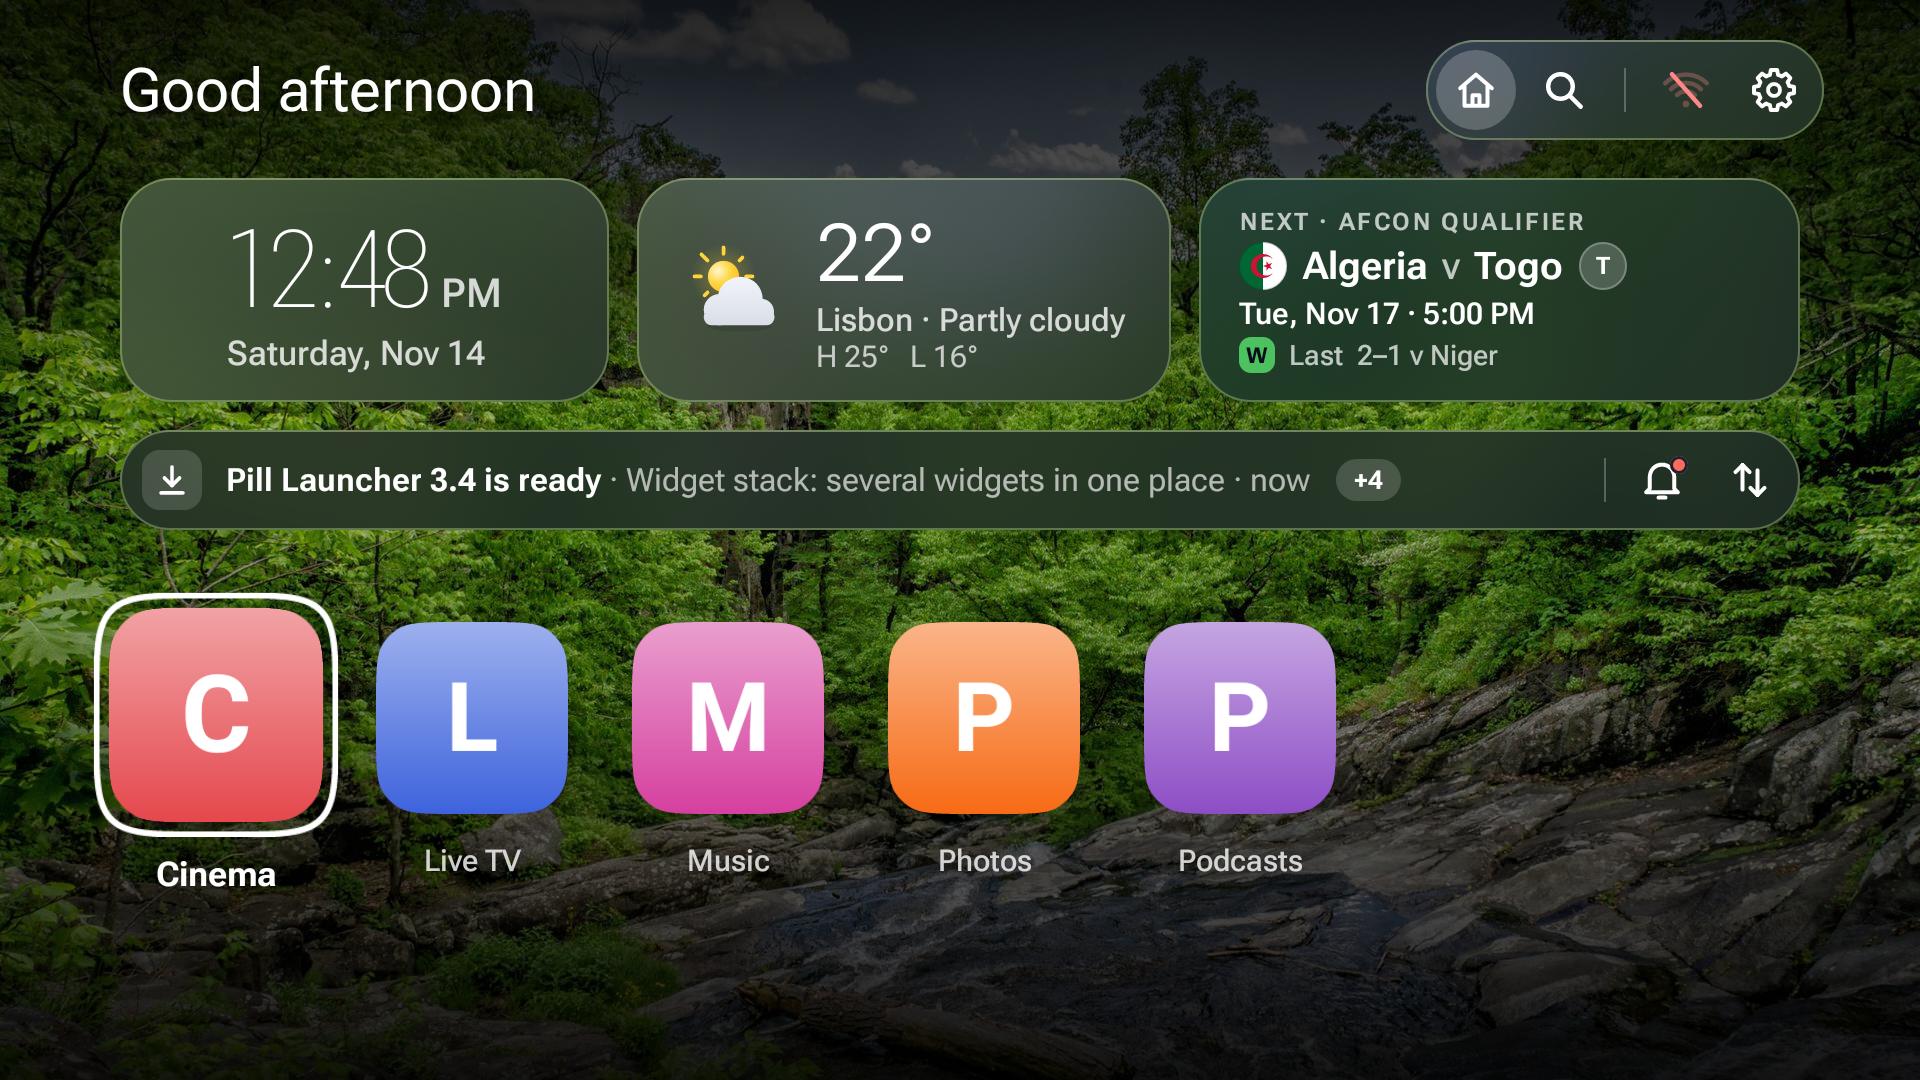 Good afternoon
12:48 PM
Saturday, Nov 14
22°
Lisbon · Partly cloudy
H 25° L 16°
NEXT · AFCON QUALIFIER
Algeria v Togo T
Tue, Nov 17 · 5:00 PM
W Last 2–1 v Niger
Pill Launcher 3.4 is ready · Widget stack: several widgets in one place · now +4
C
L
M
P
P
Cinema
Live TV
Music
Photos
Podcasts